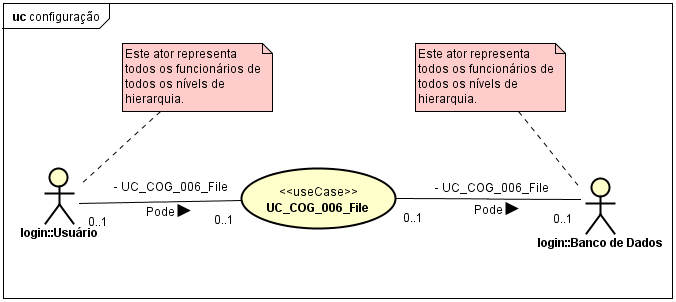 uc configuração
Este ator representa
todos os funcionários de
todos os nívels de
hierarquia.
Este ator representa
todos os funcionários de
todos os nívels de
hierarquia.
- UC_COG_006_File
- UC_COG_006_File
<<useCase>>
UC_COG_006_File
0..1
Pode
0..1
0..1
Pode
0..1
login::Usuário
login::Banco de Dados